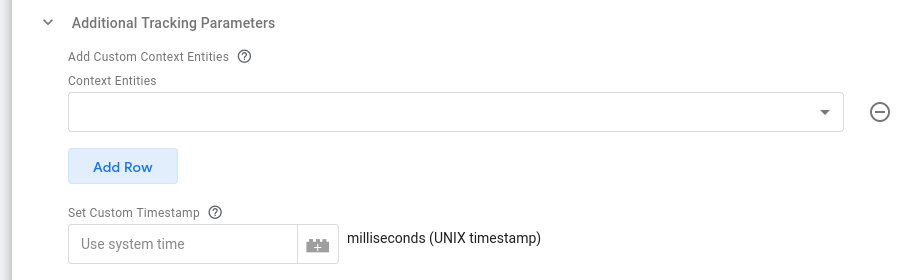 Additional Tracking Parameters
Add Custom Context Entities
Context Entities
Add Row
Set Custom Timestamp
Use system time milliseconds (UNIX timestamp)